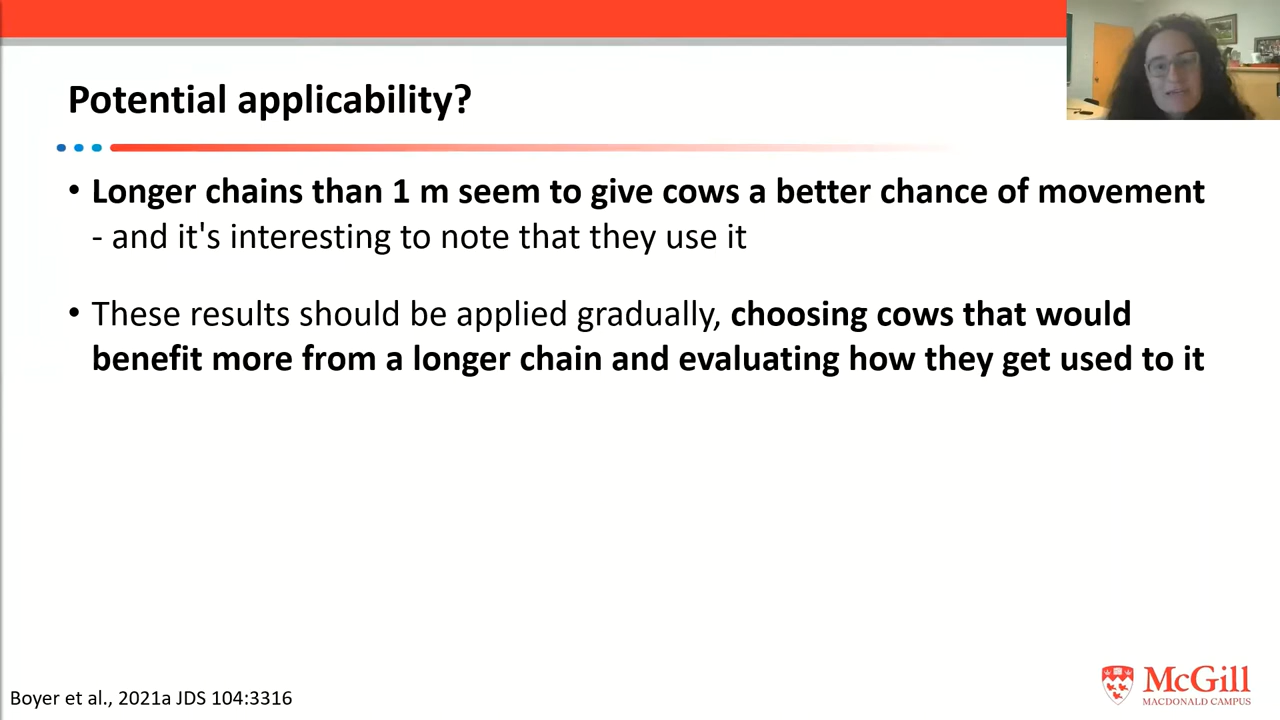 Potential applicability?
• Longer chains than 1 m seem to give cows a better chance of movement
- and it's interesting to note that they use it
• These results should be applied gradually, choosing cows that would
benefit more from a longer chain and evaluating how they get used to it
Boyer et al., 2021a JDS 104:3316
McGill
MACDONALD CAMPUS